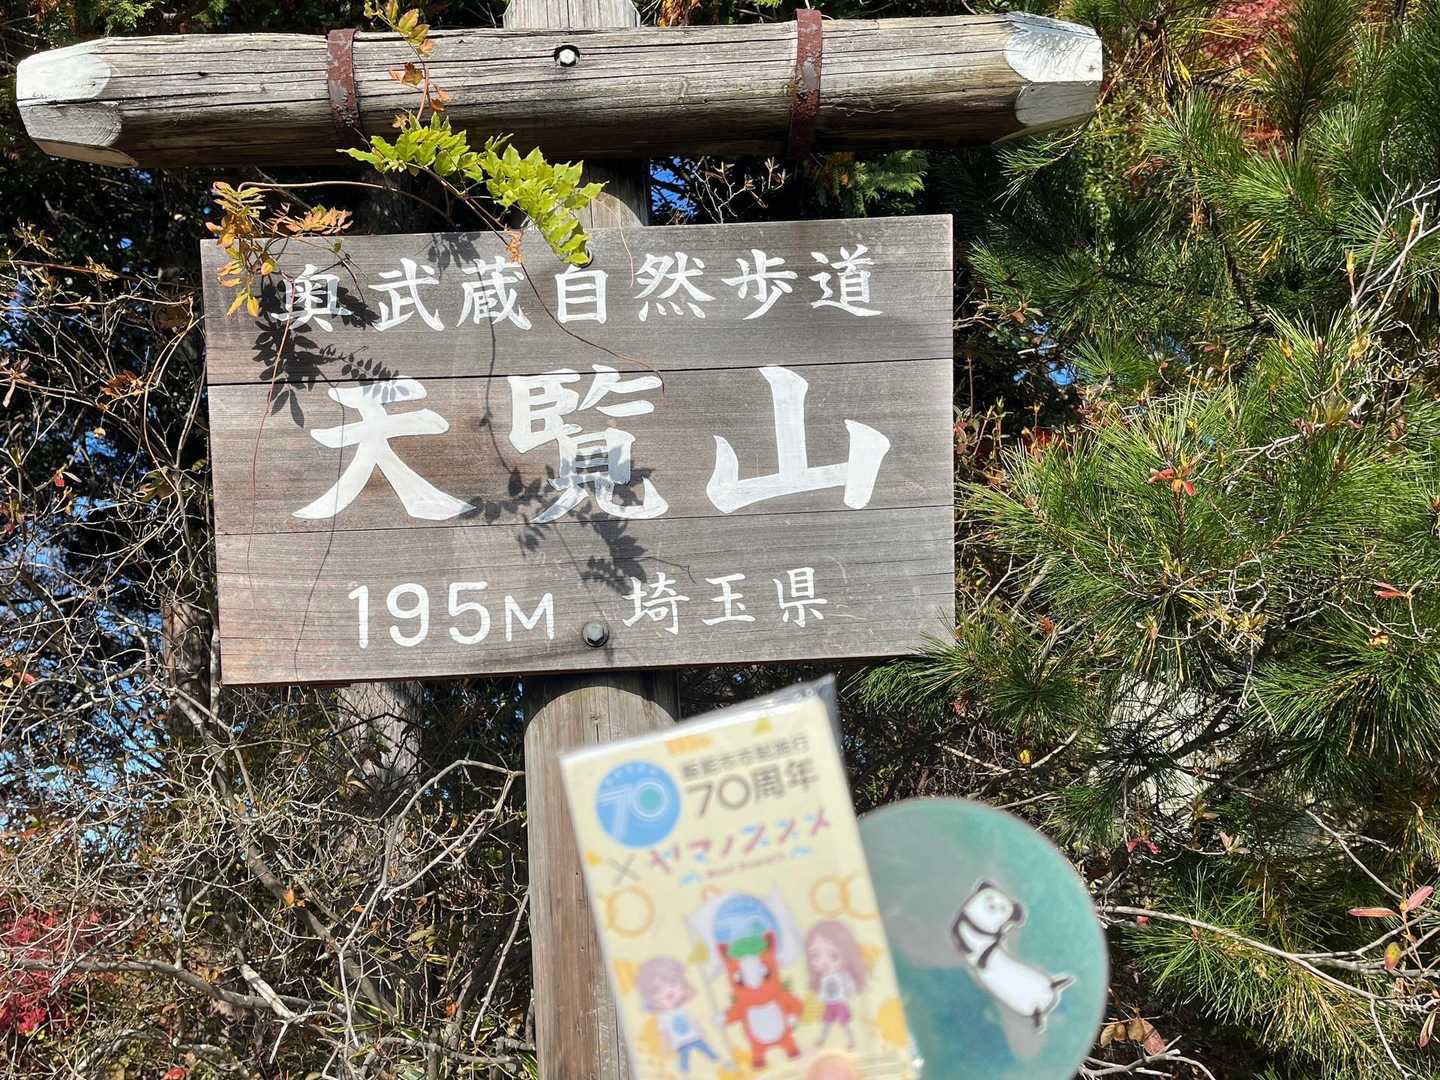 奥武蔵自然歩道
天覧山
195M 埼玉県
飯能市市制施行
70周年
70
×ヤマノススメ